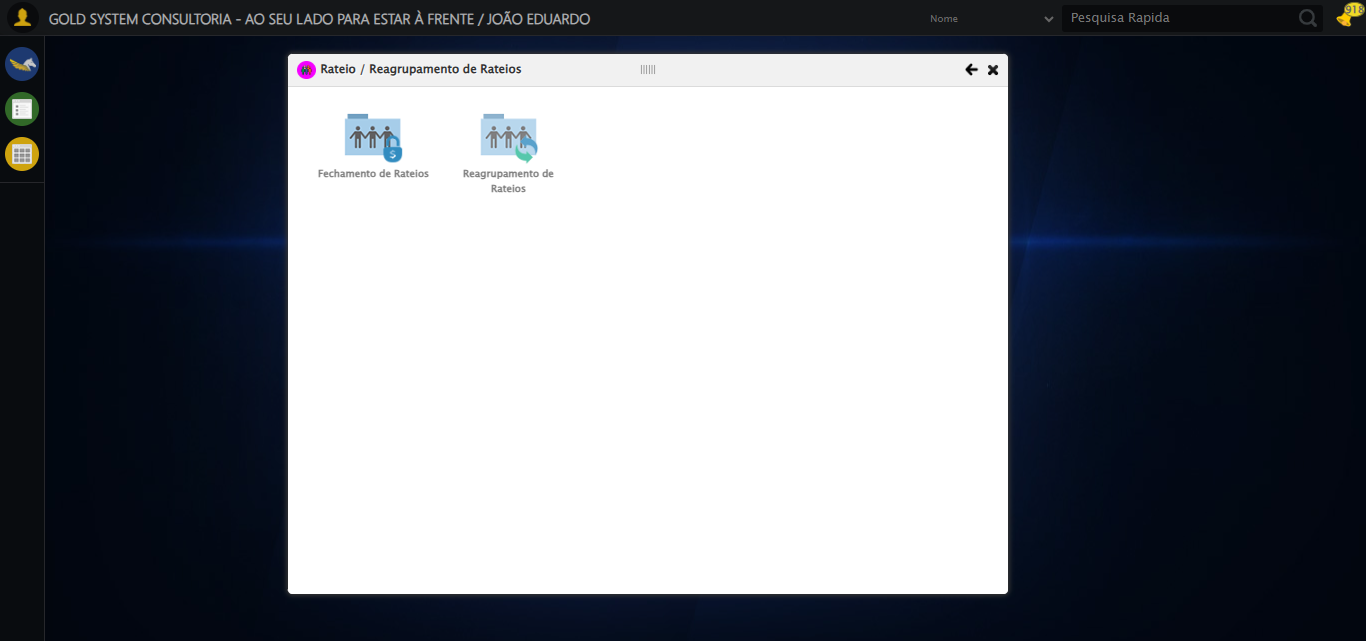 GOLD SYSTEM CONSULTORIA - AO SEU LADO PARA ESTAR À FRENTE / JOÃO EDUARDO
Nome
Pesquisa Rapida
918
Rateio / Reagrupamento de Rateios
Fechamento de Rateios
Reagrupamento de
Rateios